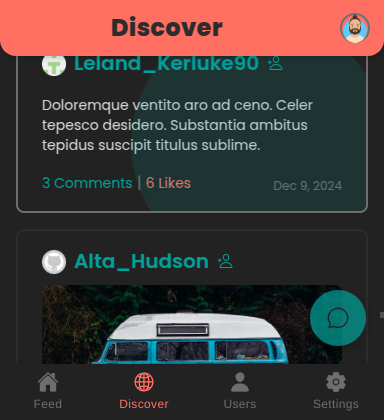 Discover
Leland_Kerluke90
Doloremque ventito aro ad ceno. Celer
tepesco desidero. Substantia ambitus
tepidus suscipit titulus sublime.
3 Comments | 6 Likes
Dec 9, 2024
Alta_Hudson
Feed
Discover
Users
Settings